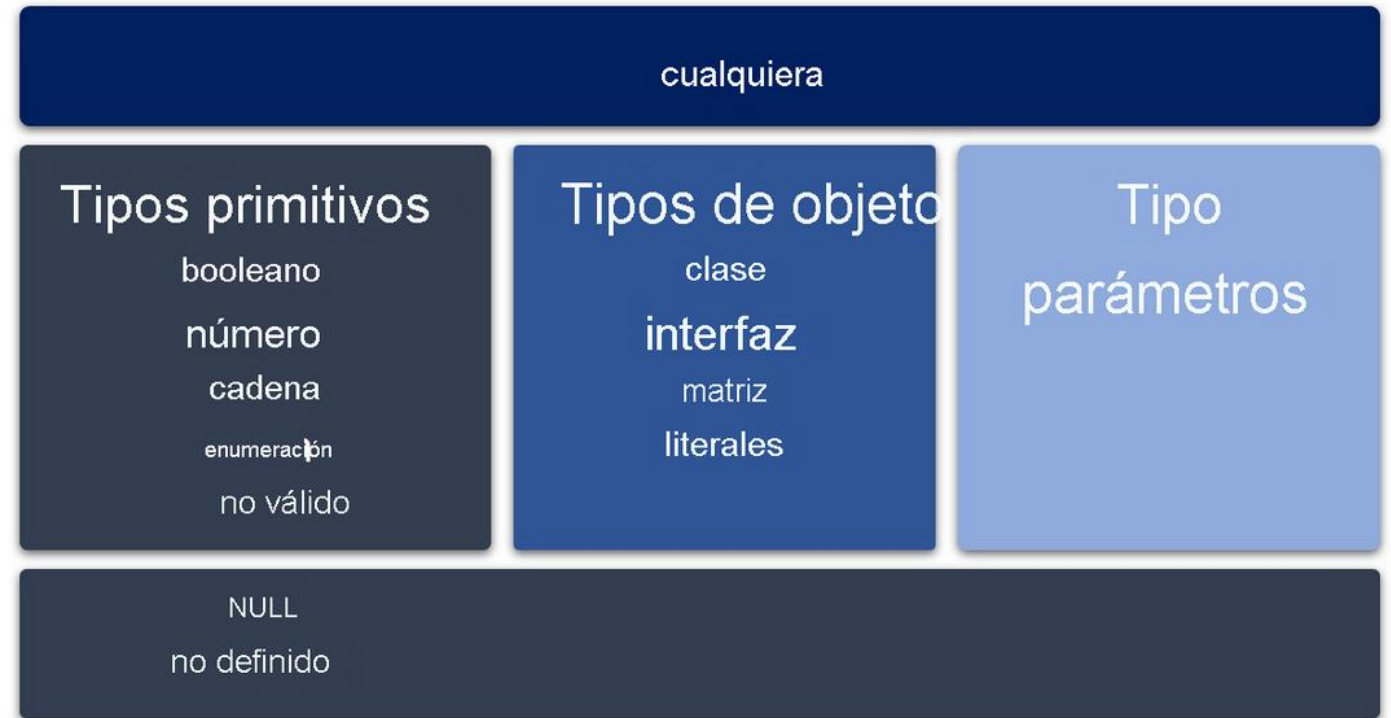 cualquiera
Tipos primitivos
booleano
número
cadena
enumeración
no válido
Tipos de objeto
clase
interfaz
matriz
literales
Tipo
parámetros
NULL
no definido